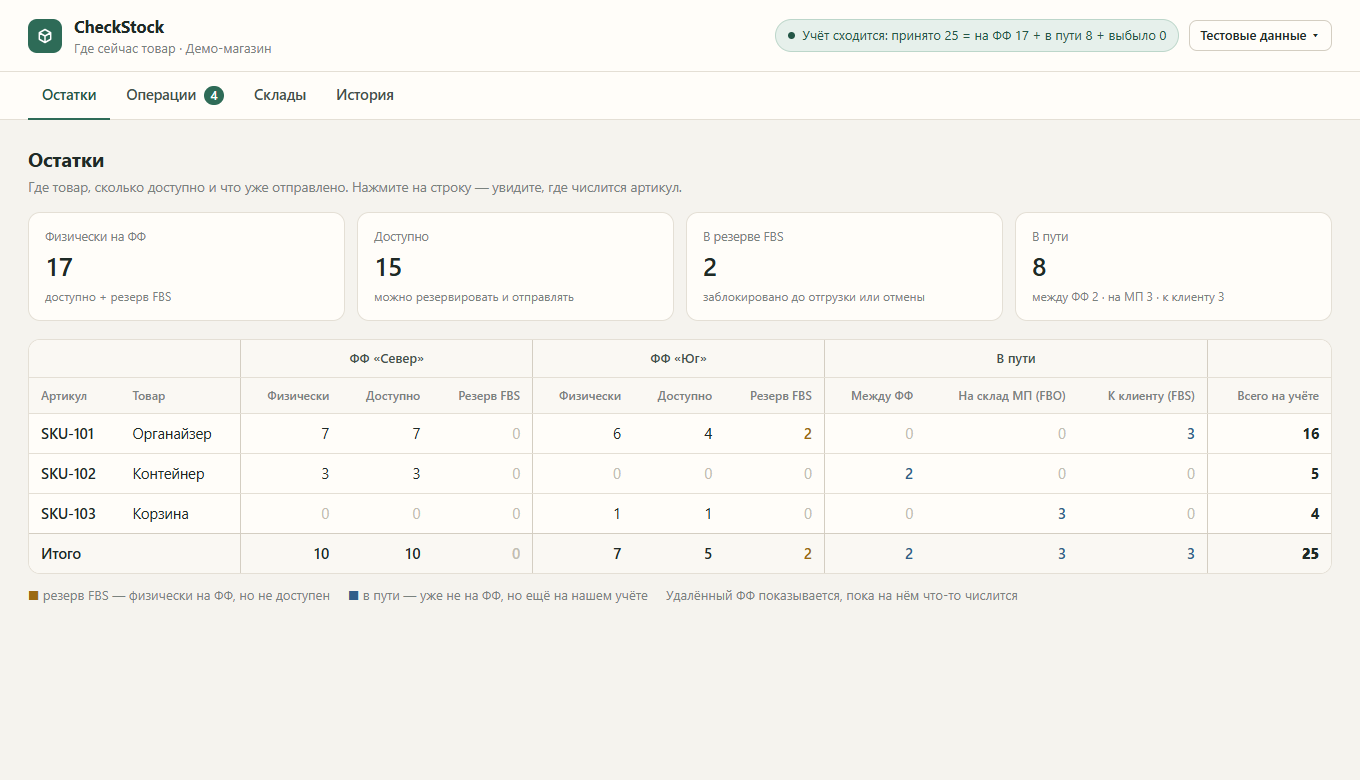 CheckStock
Где сейчас товар · Демо-магазин
Учёт сходится: принято 25 = на ФФ 17 + в пути 8 + выбыло 0
Тестовые данные
Остатки
Операции 4
Склады
История
Остатки
Где товар, сколько доступно и что уже отправлено. Нажмите на строку — увидите, где числится артикул.
Физически на ФФ
17
доступно + резерв FBS
Доступно
15
можно резервировать и отправлять
В резерве FBS
2
заблокировано до отгрузки или отмены
В пути
8
между ФФ 2 · на МП 3 · к клиенту 3
ФФ «Север» ФФ «Юг» В пути
Артикул Товар Физически Доступно Резерв FBS Физически Доступно Резерв FBS Между ФФ На склад МП (FBO) К клиенту (FBS) Всего на учёте
SKU-101 Органайзер 7 7 0 6 4 2 0 0 3 16
SKU-102 Контейнер 3 3 0 0 0 0 2 0 0 5
SKU-103 Корзина 0 0 0 1 1 0 0 3 0 4
Итого 10 10 0 7 5 2 2 3 3 25
резерв FBS — физически на ФФ, но не доступен в пути — уже не на ФФ, но ещё на нашем учёте Удалённый ФФ показывается, пока на нём что-то числится